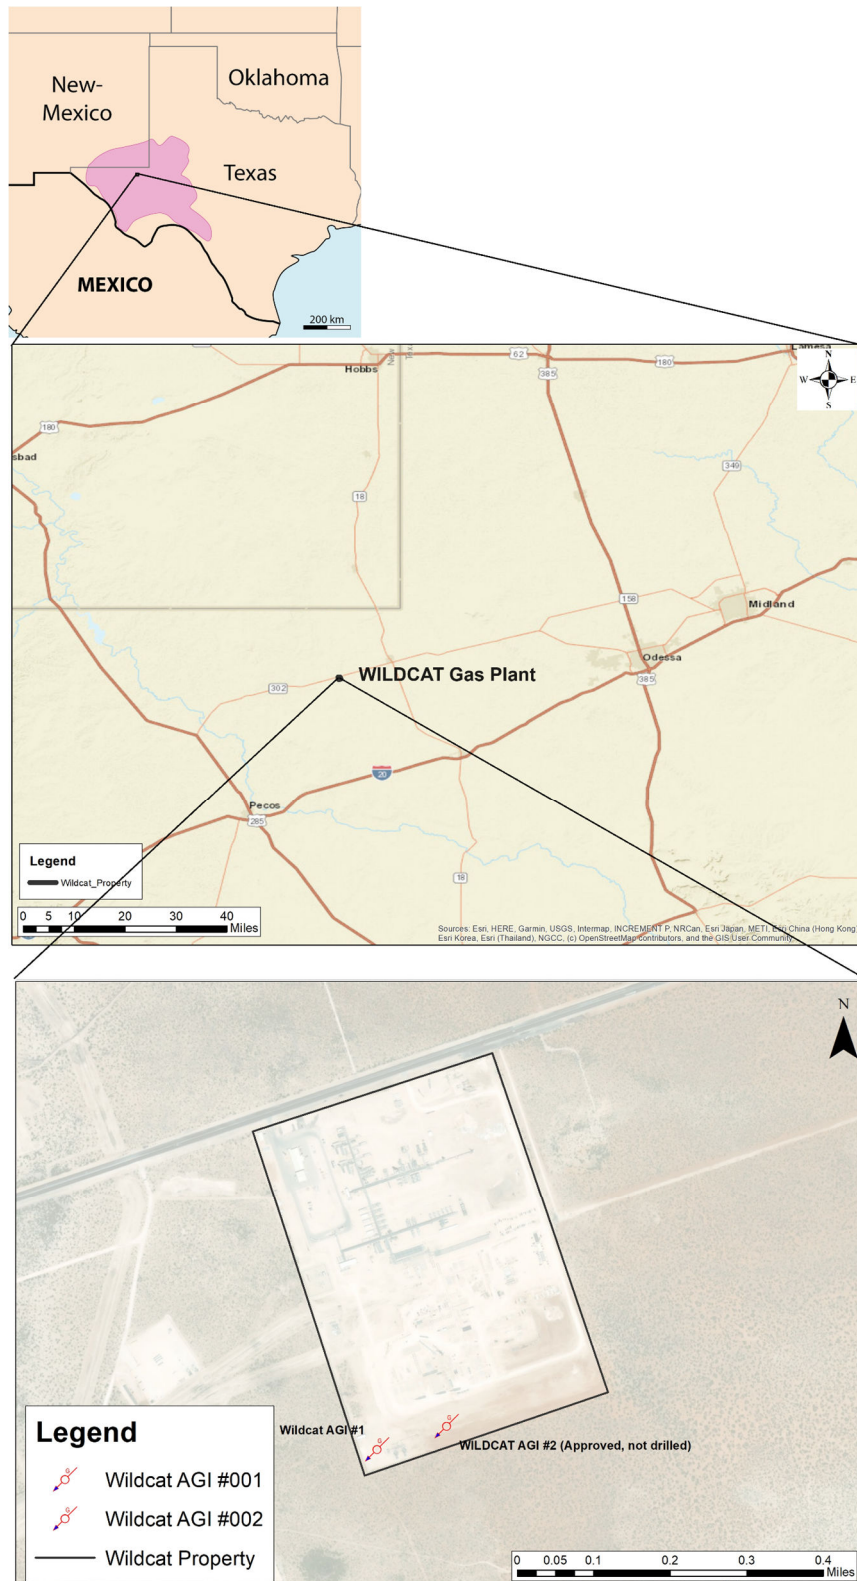 New-
Mexico
Oklahoma
Texas
MEXICO
200 km
Hobbs
New
62
385
180
Lamesa
N
W E
S
180
sbad
349
18
158
Midland
Odessa
385
WILDCAT Gas Plant
302
20
Pecos
285
18
Legend
Wildcat_Property
0 5 10 20 30 40
Miles
Sources: Esri, HERE, Garmin, USGS, Intermap, INCREMENT P, NRCan, Esri Japan, METI, Esri China (Hong Kong)
Esri Korea, Esri (Thailand), NGCC, (c) OpenStreetMap contributors, and the GIS User Community
N
Wildcat AGI #1
G
G
WILDCAT AGI #2 (Approved, not drilled)
Legend
G
Wildcat AGI #001
G
Wildcat AGI #002
Wildcat Property
0 0.05 0.1 0.2 0.3 0.4
Miles